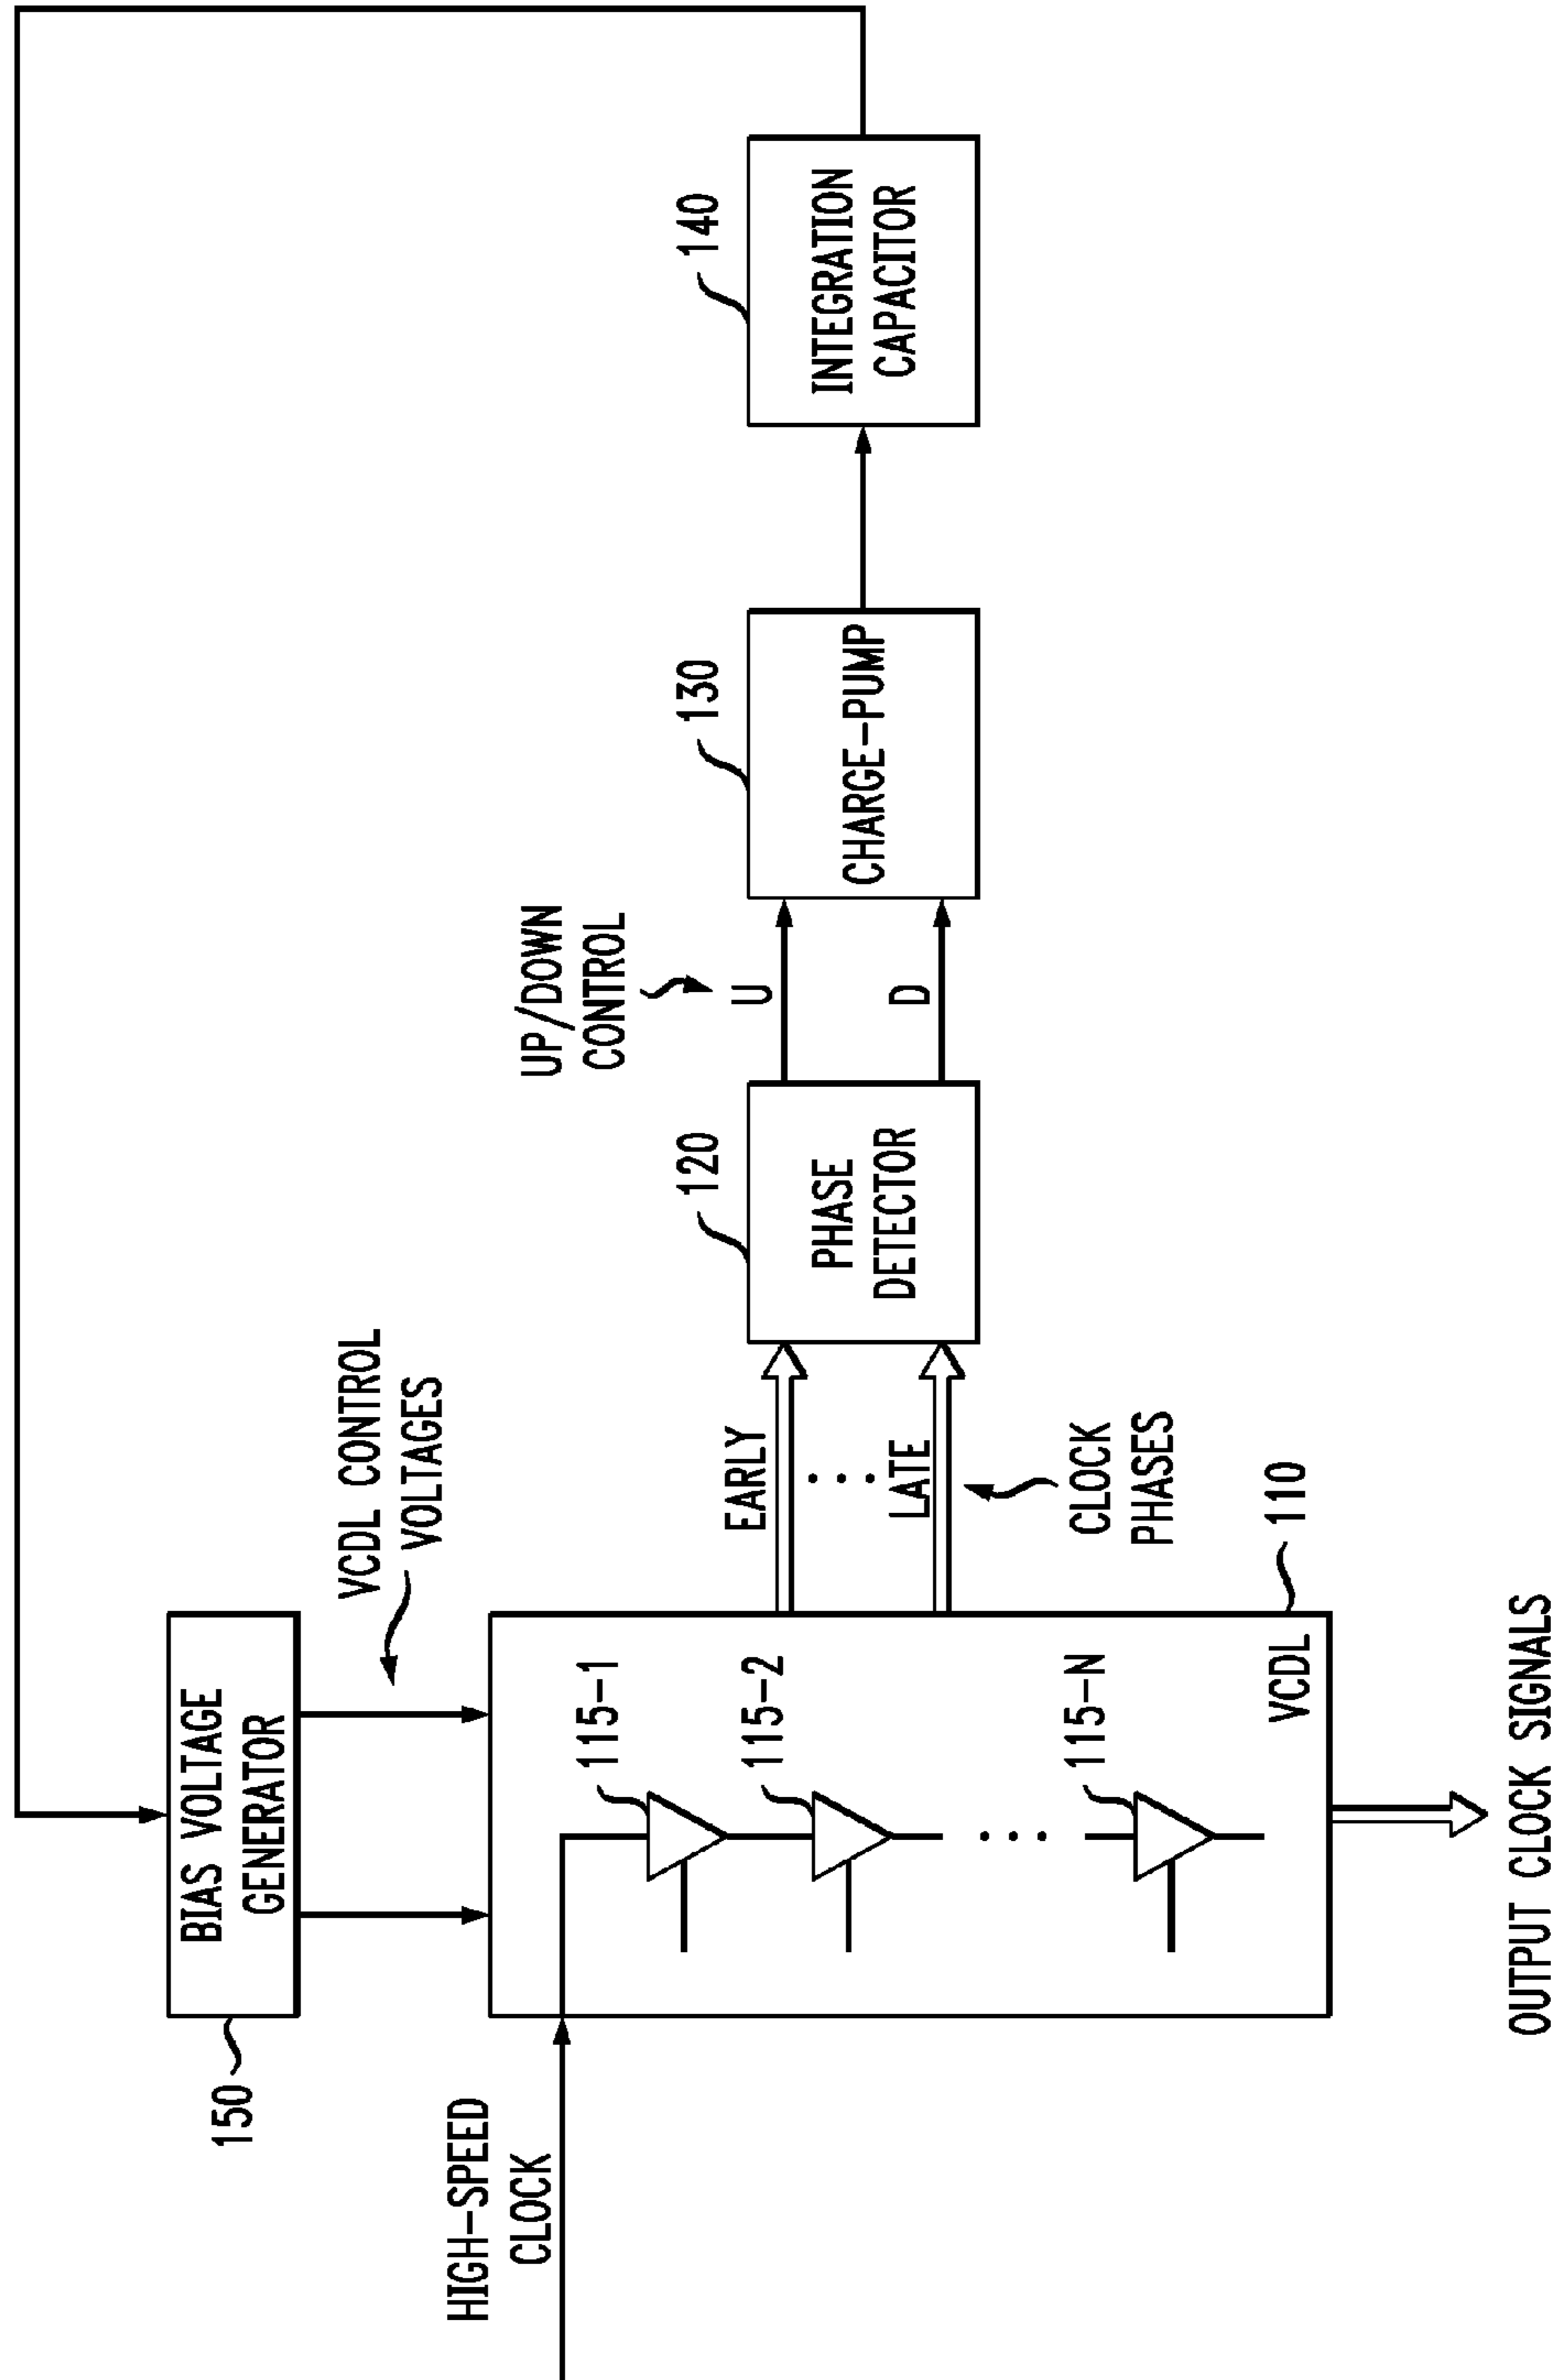 150
BIAS VOLTAGE
GENERATOR
VCDL CONTROL
VOLTAGES
HIGH-SPEED
CLOCK
115-1
115-2
115-N
VCDL
110
OUTPUT CLOCK SIGNALS
EARLY
LATE
CLOCK
PHASES
120
PHASE
DETECTOR
UP/DOWN
CONTROL
U
D
130
CHARGE-PUMP
140
INTEGRATION
CAPACITOR